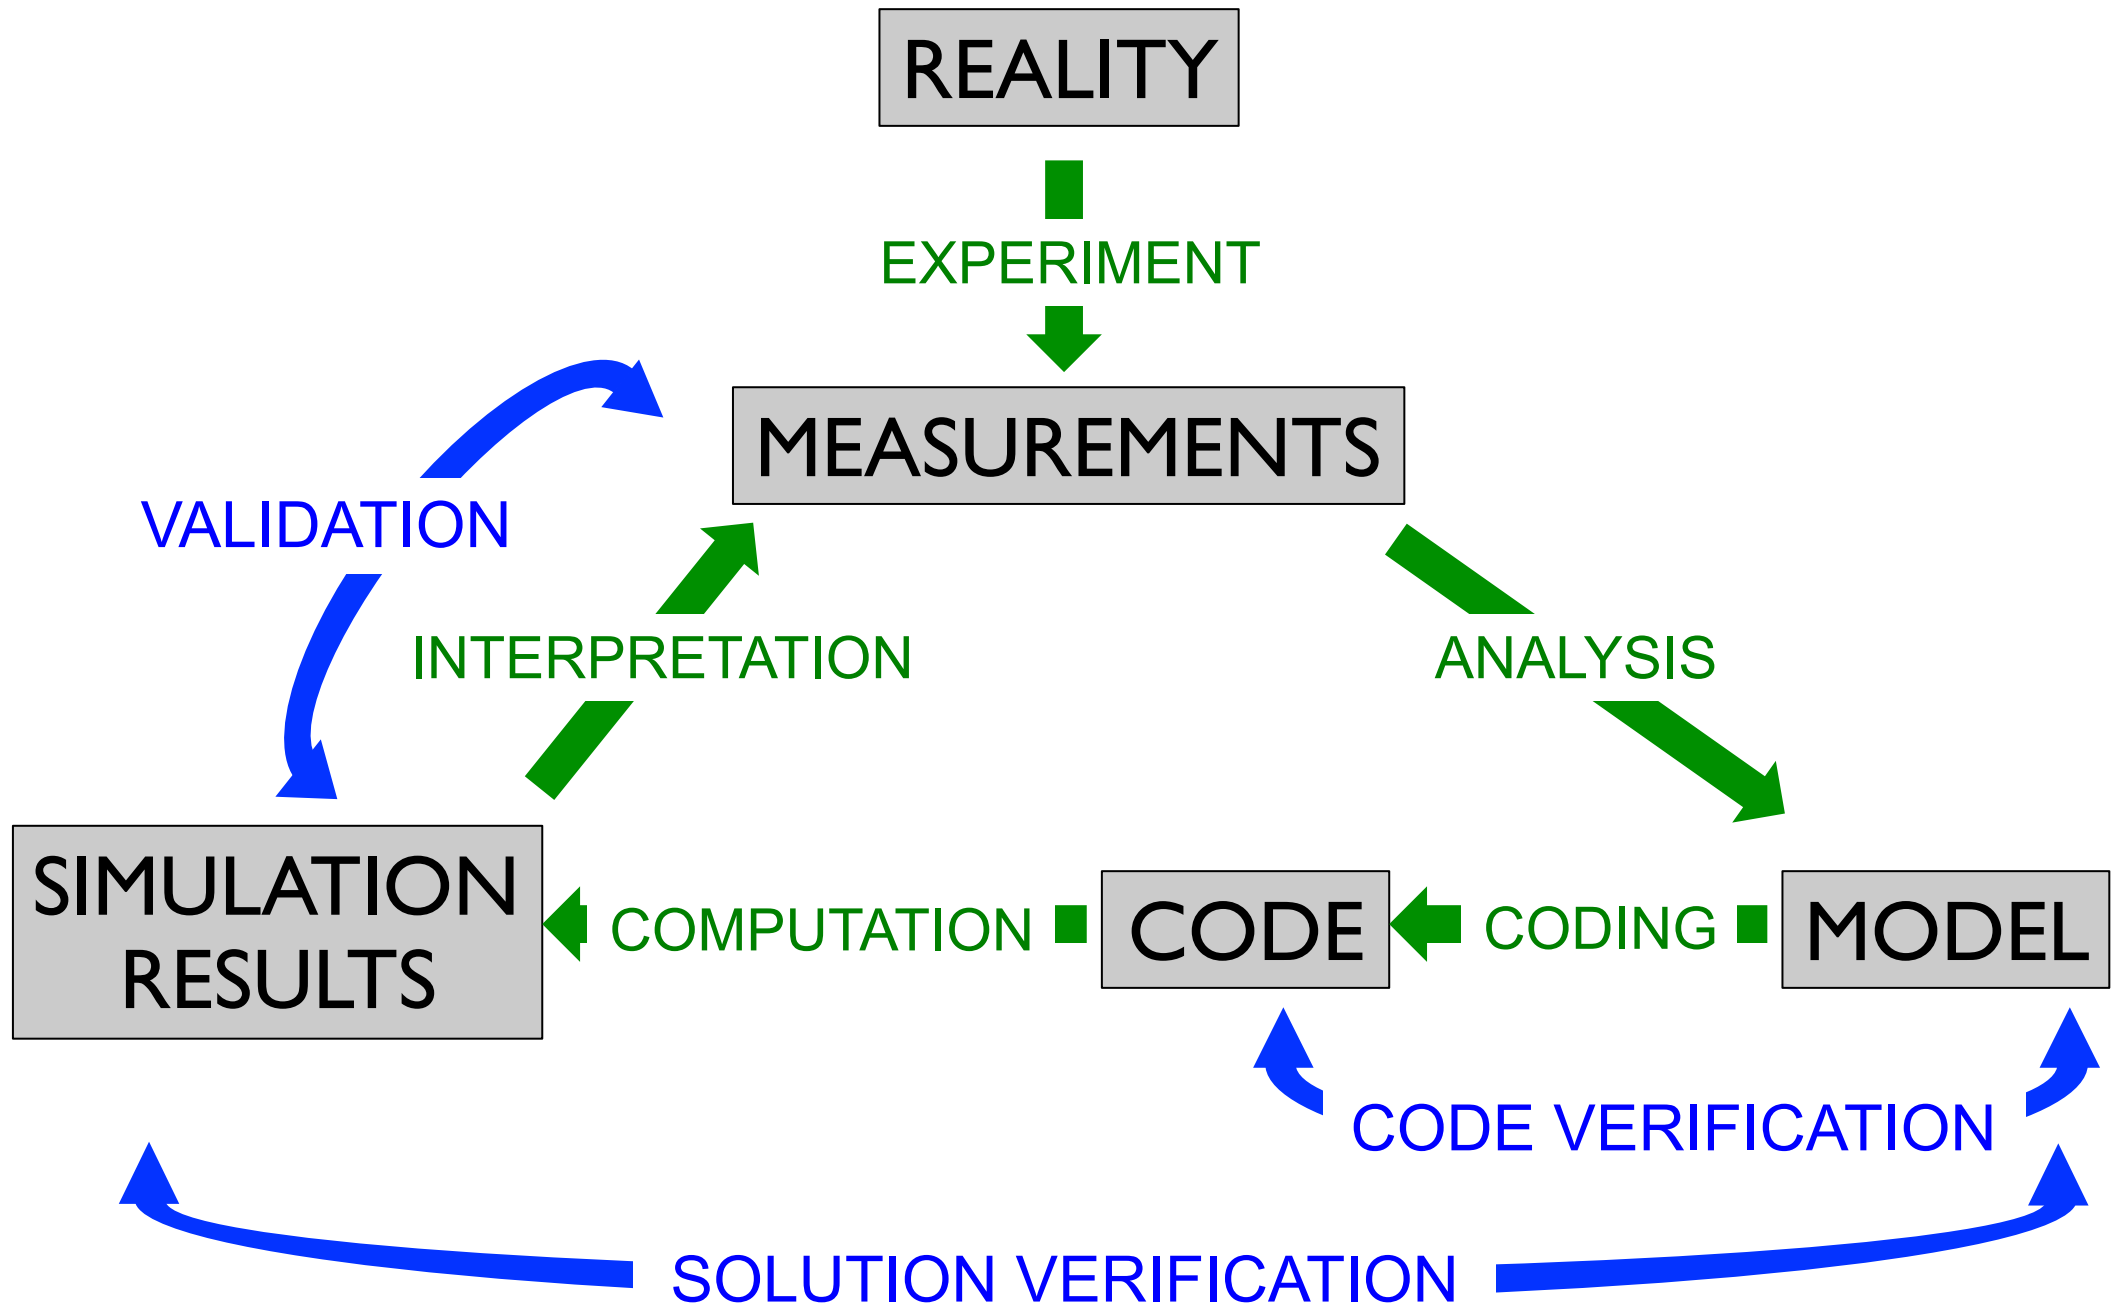 REALITY
EXPERIMENT
MEASUREMENTS
VALIDATION
INTERPRETATION
ANALYSIS
SIMULATION
RESULTS
COMPUTATION
CODE
CODING
MODEL
CODE VERIFICATION
SOLUTION VERIFICATION